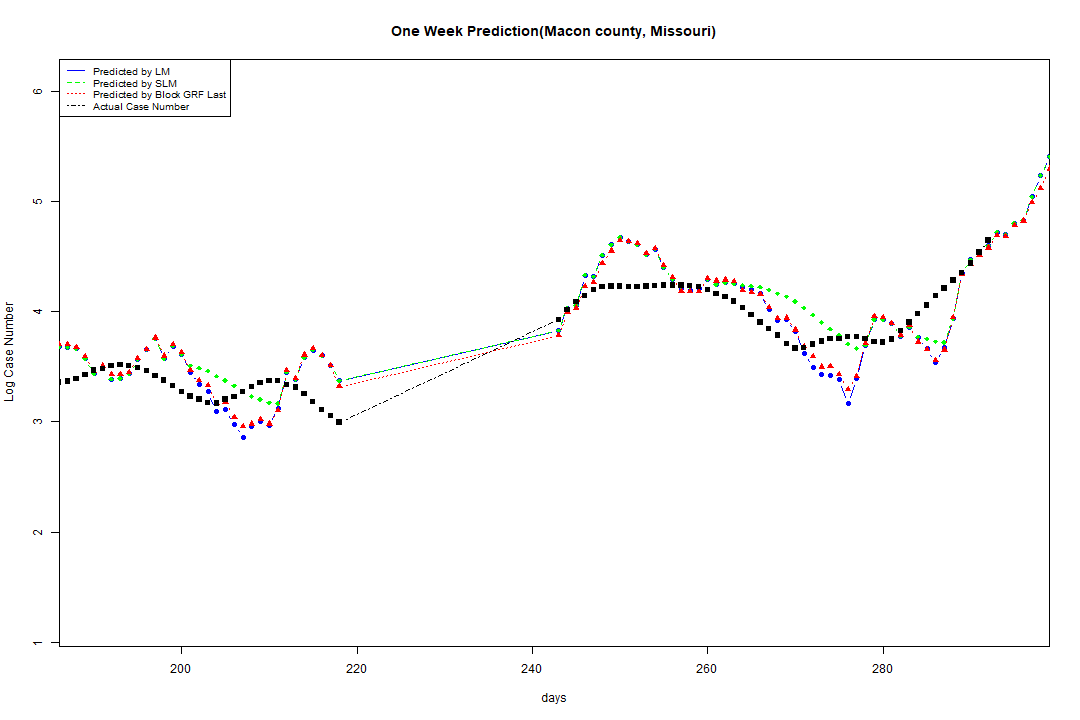 One Week Prediction(Macon county, Missouri)
Predicted by LM
Predicted by SLM
Predicted by Block GRF Last
Actual Case Number
6
5
4
3
2
1
Log Case Number
200 220 240 260 280
days